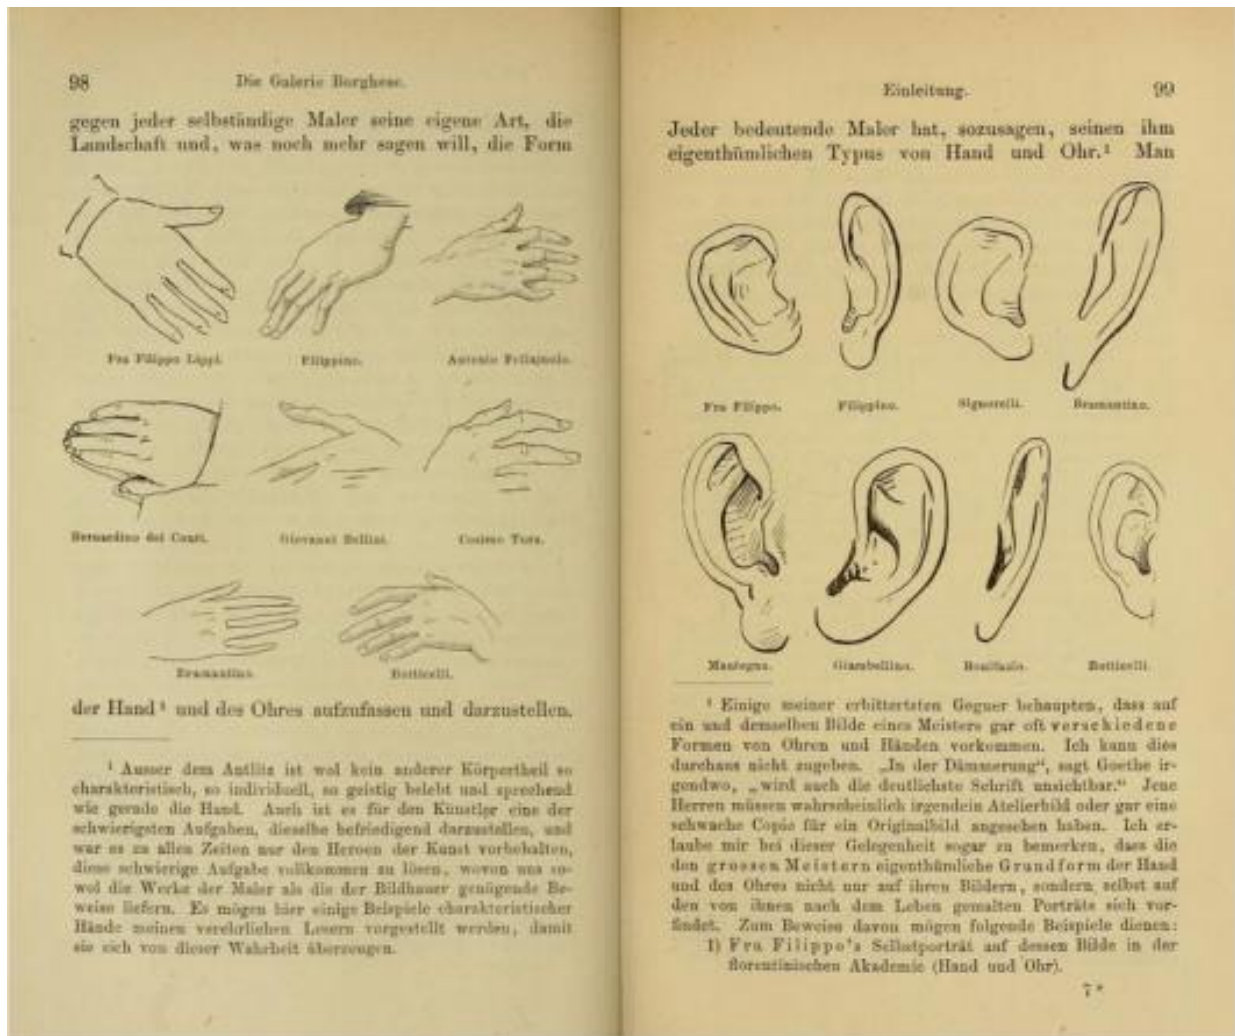 98
Die Galerie Borghese.
gegen jeder selbständige Maler seine eigene Art, die
Landschaft und, was noch mehr sagen will, die Form
Fra Filippo Lippi.
Filippino.
Antonio Pollajuolo.
Bernardino dei Conti.
Giovanni Bellini.
Cosimo Tura.
Bramantino.
Botticelli.
der Hand ¹ und des Ohres aufzufassen und darzustellen.
¹ Ausser dem Antlitz ist wol kein anderer Körpertheil so
charakteristisch, so individuell, so geistig belebt und sprechend
wie gerade die Hand. Auch ist es für den Künstler eine der
schwierigsten Aufgaben, dieselbe befriedigend darzustellen, und
war es zu allen Zeiten nur den Heroen der Kunst vorbehalten,
diese schwierige Aufgabe vollkommen zu lösen, wovon uns so-
wol die Werke der Maler als die der Bildhauer genügende Be-
weise liefern. Es mögen hier einige Beispiele charakteristischer
Hände meinen verehrlichen Lesern vorgestellt werden, damit
sie sich von dieser Wahrheit überzeugen.
Einleitung.
99
Jeder bedeutende Maler hat, sozusagen, seinen ihm
eigenthümlichen Typus von Hand und Ohr.¹ Man
Fra Filippo.
Filippino.
Signorelli.
Bramantino.
Mantegna.
Giambellino.
Bonifazio.
Botticelli.
¹ Einige meiner erbittertsten Gegner behaupten, dass auf
ein und demselben Bilde eines Meisters gar oft verschiedene
Formen von Ohren und Händen vorkommen. Ich kann dies
durchaus nicht zugeben. „In der Dämmerung“, sagt Goethe ir-
gendwo, „wird auch die deutlichste Schrift unsichtbar.“ Jene
Herren müssen wahrscheinlich irgendein Atelierbild oder gar eine
schwache Copie für ein Originalbild angesehen haben. Ich er-
laube mir bei dieser Gelegenheit sogar zu bemerken, dass die
den grossen Meistern eigenthümliche Grundform der Hand
und des Ohres nicht nur auf ihren Bildern, sondern selbst auf
den von ihnen nach dem Leben gemalten Porträts sich vor-
findet. Zum Beweise davon mögen folgende Beispiele dienen:
1) Fra Filippo's Selbstporträt auf dessen Bilde in der
florentinischen Akademie (Hand und Ohr).
7*